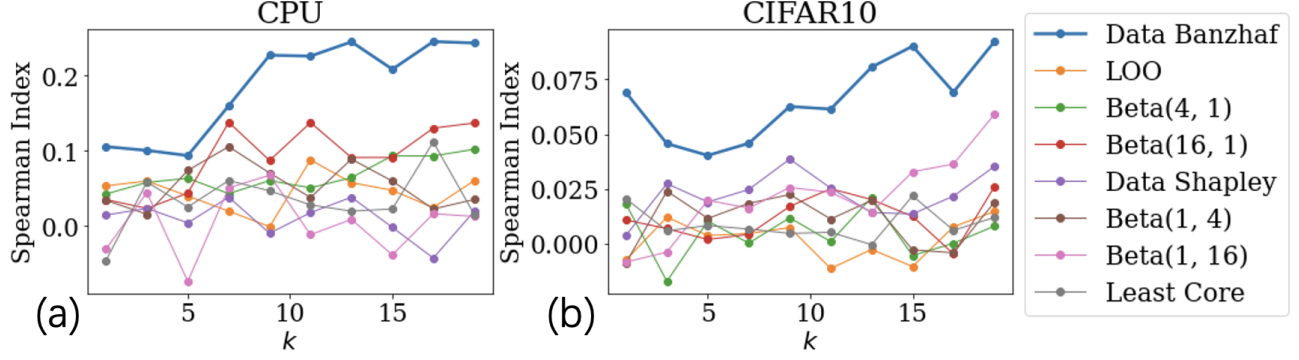 CPU
Spearman Index
0.2
0.1
0.0
5
10
15
k
(a)
CIFAR10
Spearman Index
0.075
0.050
0.025
0.000
5
10
15
k
(b)
Data Banzhaf
LOO
Beta(4, 1)
Beta(16, 1)
Data Shapley
Beta(1, 4)
Beta(1, 16)
Least Core